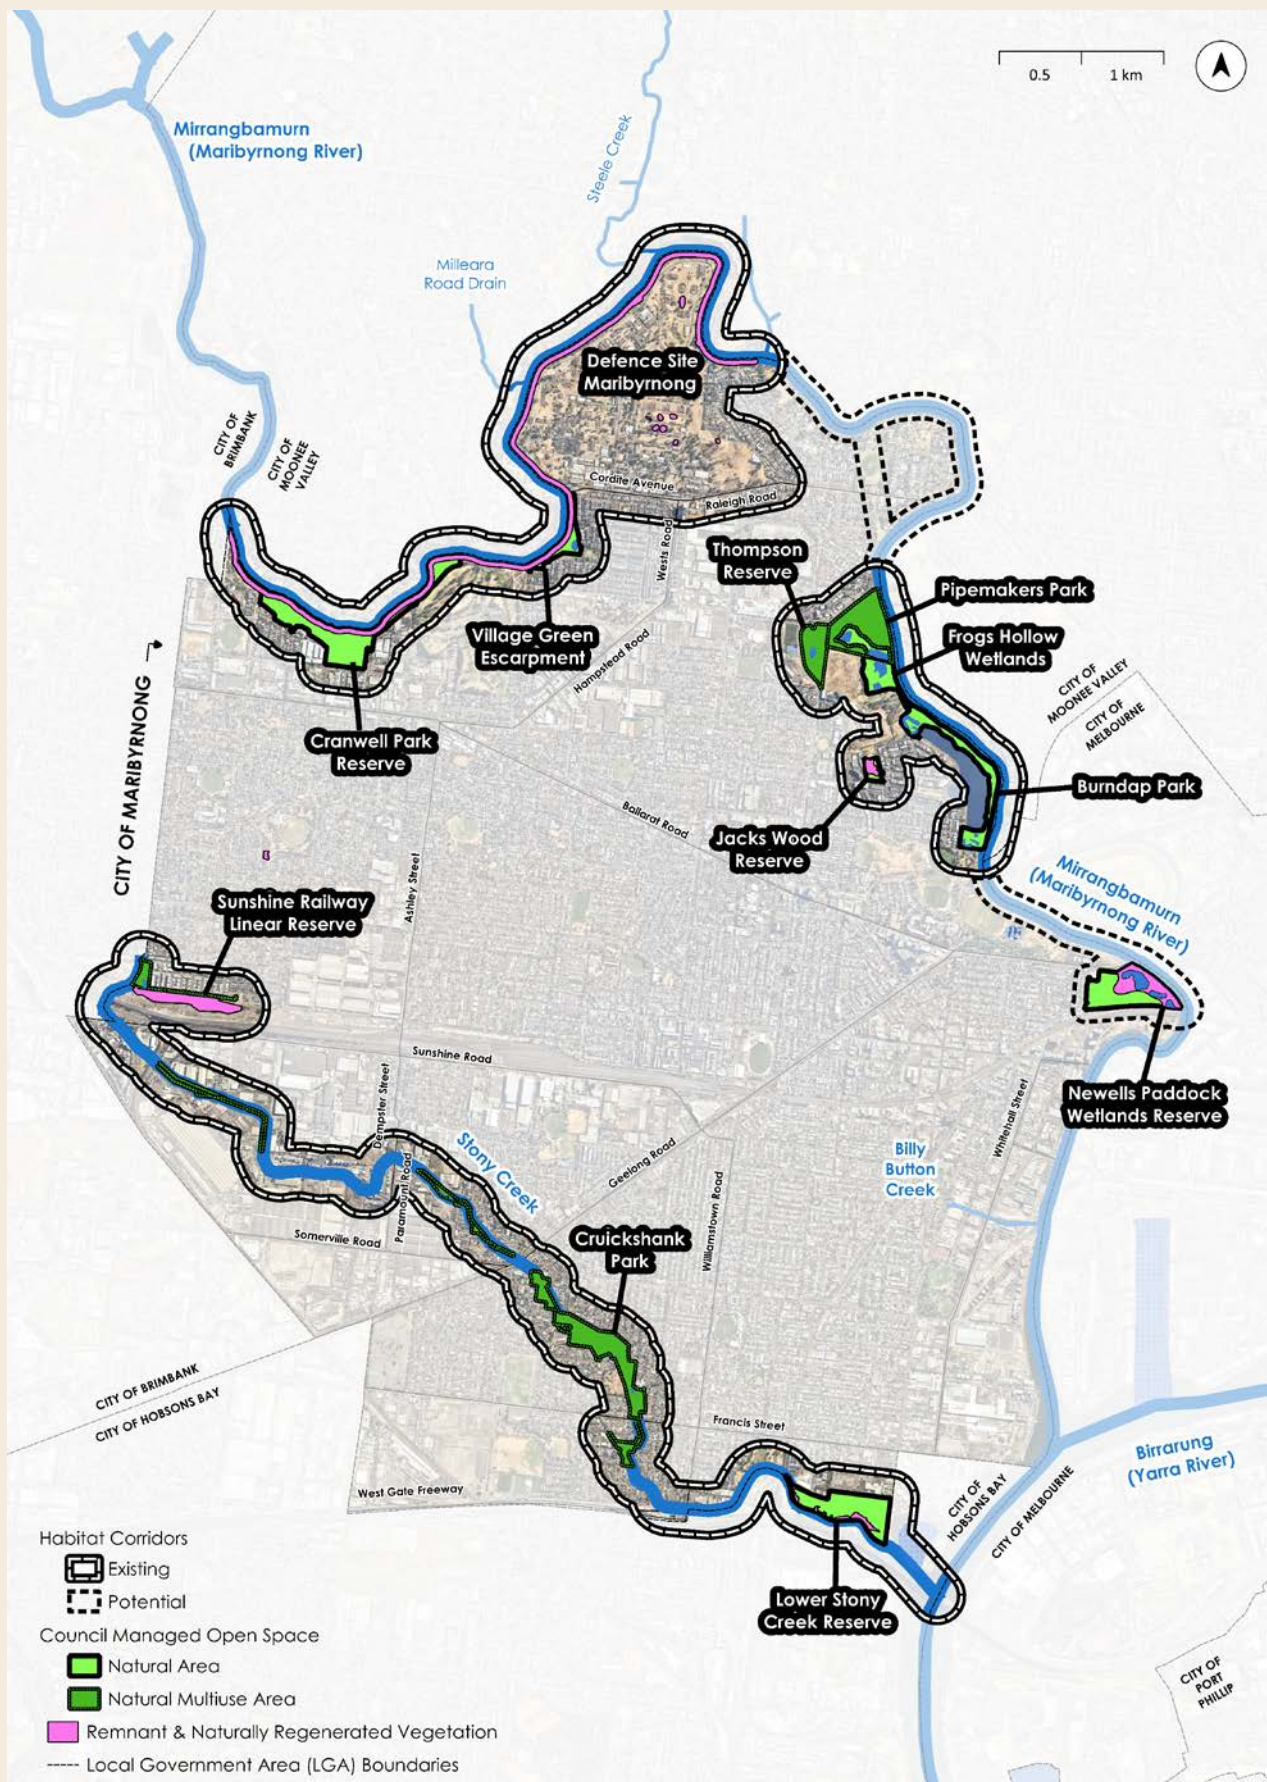 0.5 1 km
Mirrangbamurn
(Maribyrnong River)
Steele Creek
Milleara
Road Drain
Defence Site
Maribyrnong
CITY OF
BRIMBANK
CITY OF
MOONEE
VALLEY
Cordite Avenue
Raleigh Road
Wests Road
Thompson
Reserve
Pipemakers Park
Village Green
Escarpment
Frogs Hollow
Wetlands
Hampstead Road
CITY OF
MOONEE VALLEY
CITY OF
MELBOURNE
CITY OF MARIBYRNONG
Cranwell Park
Reserve
Burndap Park
Ballarat Road
Jacks Wood
Reserve
Ashley Street
Mirrangbamurn
(Maribyrnong River)
Sunshine Railway
Linear Reserve
Sunshine Road
Dempster Street
Newells Paddock
Wetlands Reserve
Whitehall Street
Stony Creek
Geelong Road
Billy
Button
Creek
Paramount Road
Williamstown Road
Somerville Road
Cruickshank
Park
CITY OF BRIMBANK
CITY OF HOBSONS BAY
Francis Street
Birrarung
(Yarra River)
West Gate Freeway
CITY OF
HOBSONS BAY
CITY OF MELBOURNE
Lower Stony
Creek Reserve
CITY OF
PORT
PHILLIP
Habitat Corridors
Existing
Potential
Council Managed Open Space
Natural Area
Natural Multiuse Area
Remnant & Naturally Regenerated Vegetation
Local Government Area (LGA) Boundaries